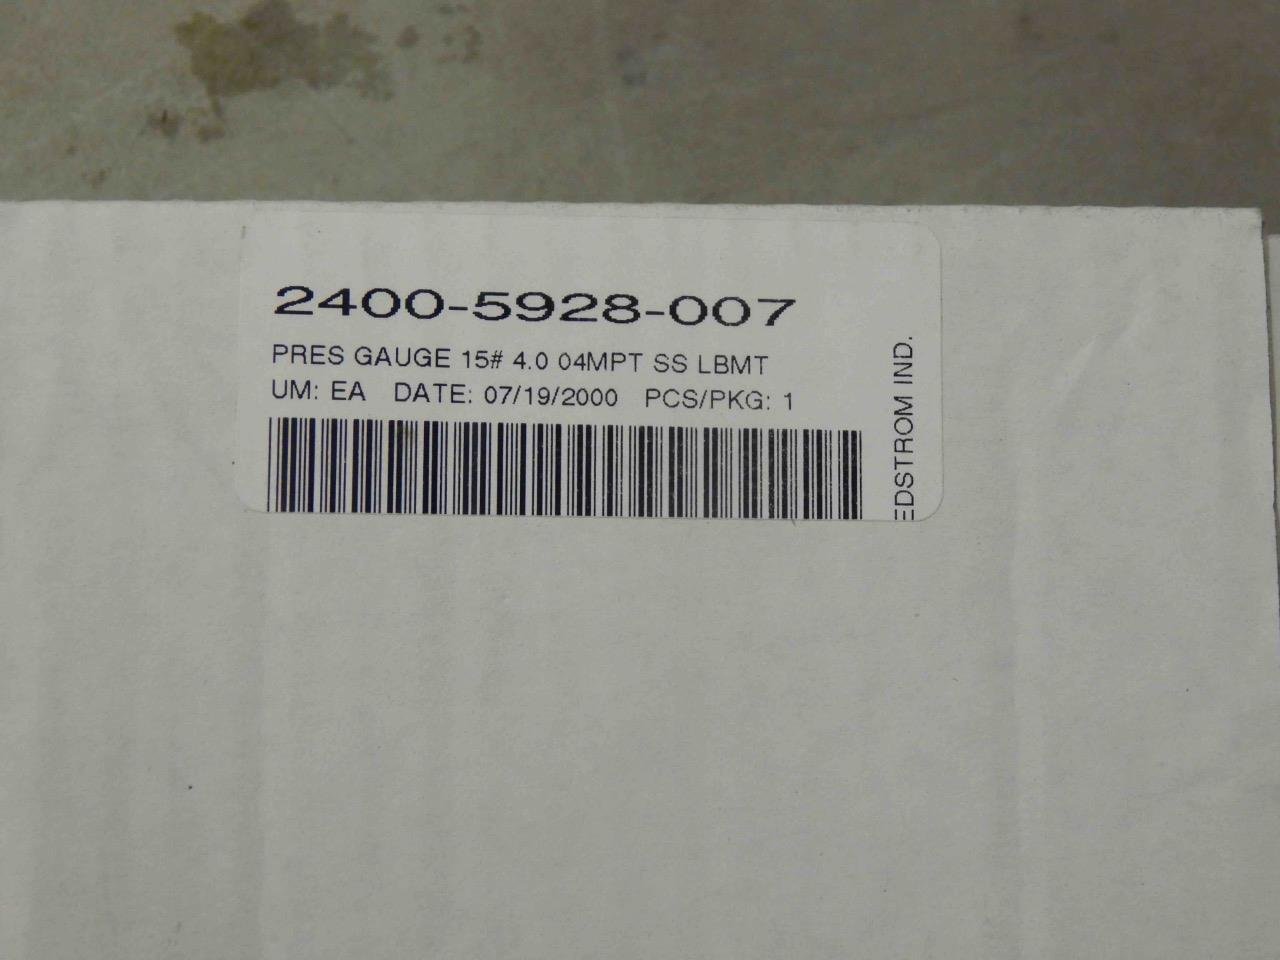 2400-5928-007
PRES GAUGE 15# 4.0 04MPT SS LBMT
UM: EA DATE: 07/19/2000 PCS/PKG: 1
EDSTROM IND.